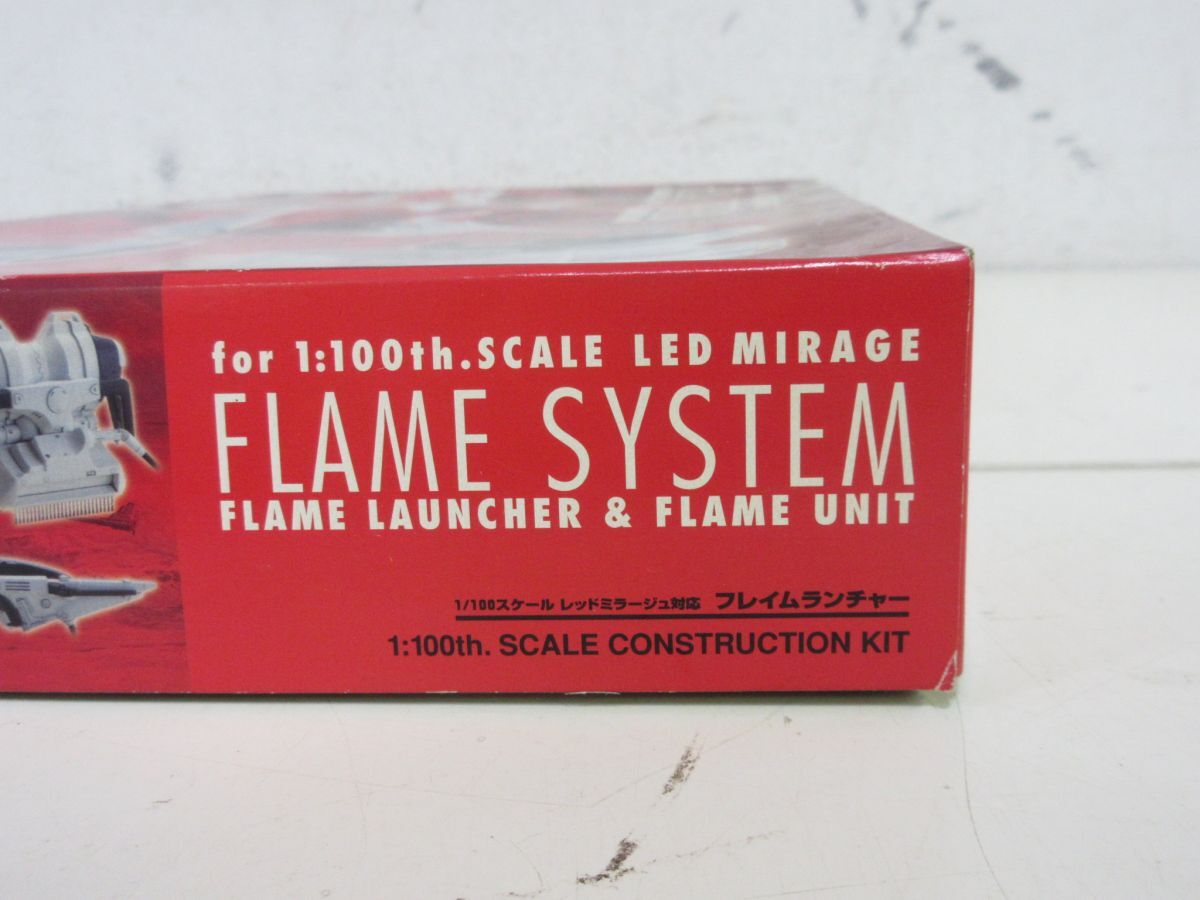 for 1:100th.SCALE LED MIRAGE
FLAME SYSTEM
FLAME LAUNCHER & FLAME UNIT
1/100スケール レッドミラージュ対応 フレイムランチャー
1:100th. SCALE CONSTRUCTION KIT